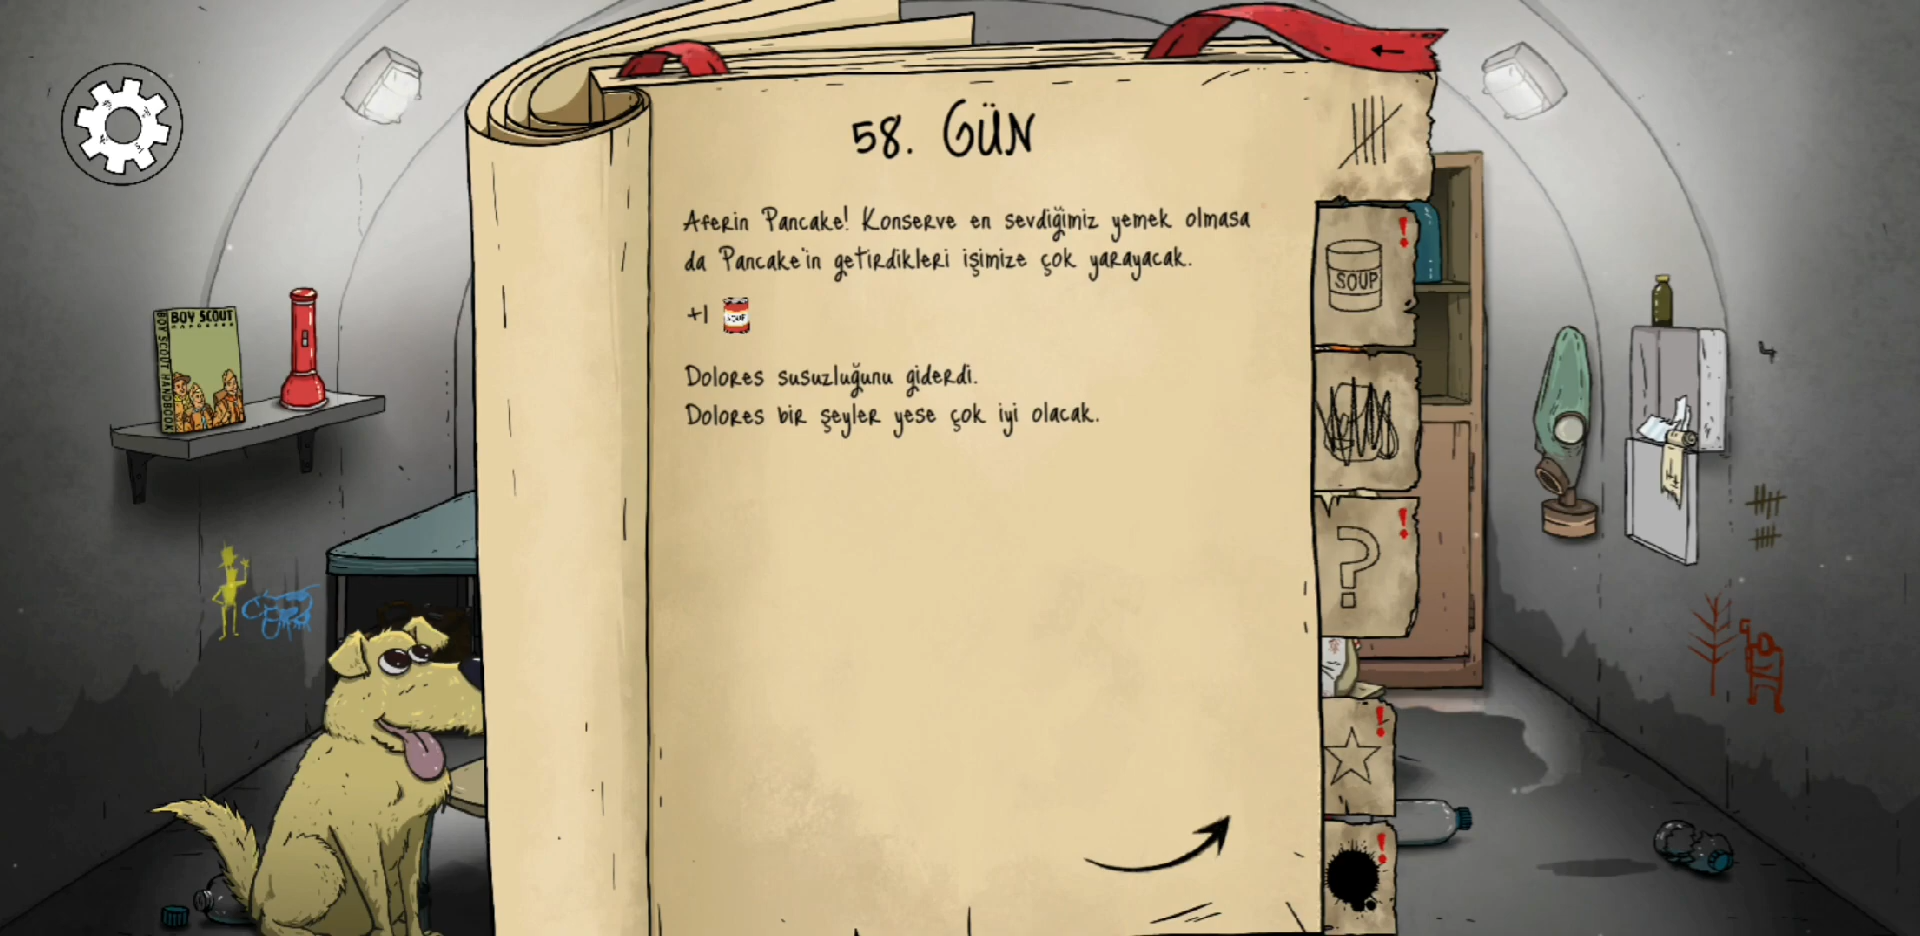 58. GÜN
Aferin Pancake! Konserve en sevdiğimiz yemek olmasa
da Pancake'in getirdikleri işimize çok yarayacak.
+1 SOUP
Dolores susuzluğunu giderdi.
Dolores bir şeyler yese çok iyi olacak.
SOUP
!
?
!
!
!
BOY SCOUT
BOY SCOUT HANDBOOK